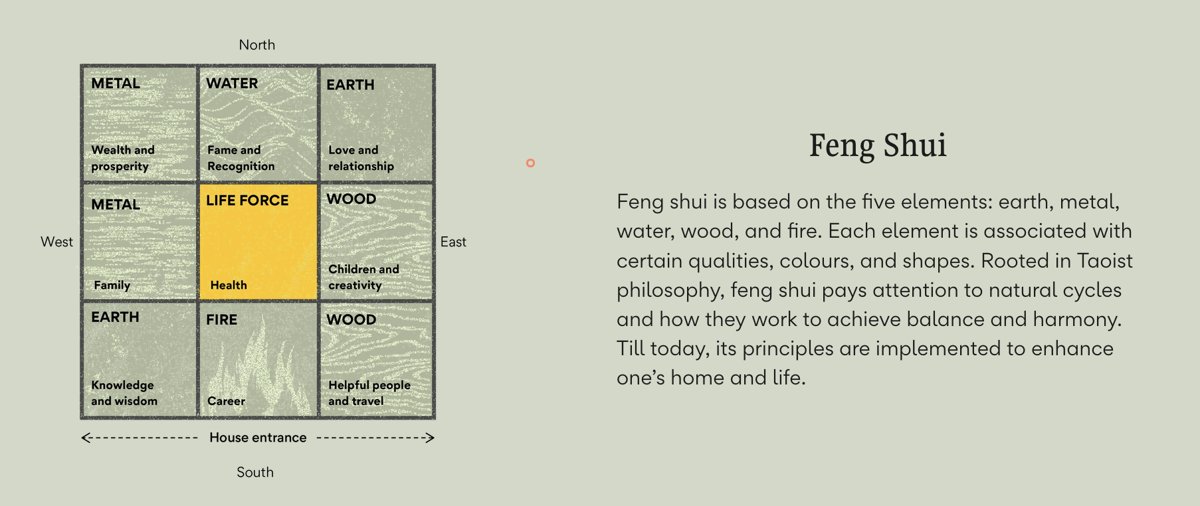 North
METAL
Wealth and
prosperity
WATER
Fame and
Recognition
EARTH
Love and
relationship
West
METAL
Family
LIFE FORCE
Health
WOOD
Children and
creativity
East
EARTH
Knowledge
and wisdom
FIRE
Career
WOOD
Helpful people
and travel
House entrance
South
Feng Shui
Feng shui is based on the five elements: earth, metal,
water, wood, and fire. Each element is associated with
certain qualities, colours, and shapes. Rooted in Taoist
philosophy, feng shui pays attention to natural cycles
and how they work to achieve balance and harmony.
Till today, its principles are implemented to enhance
one’s home and life.